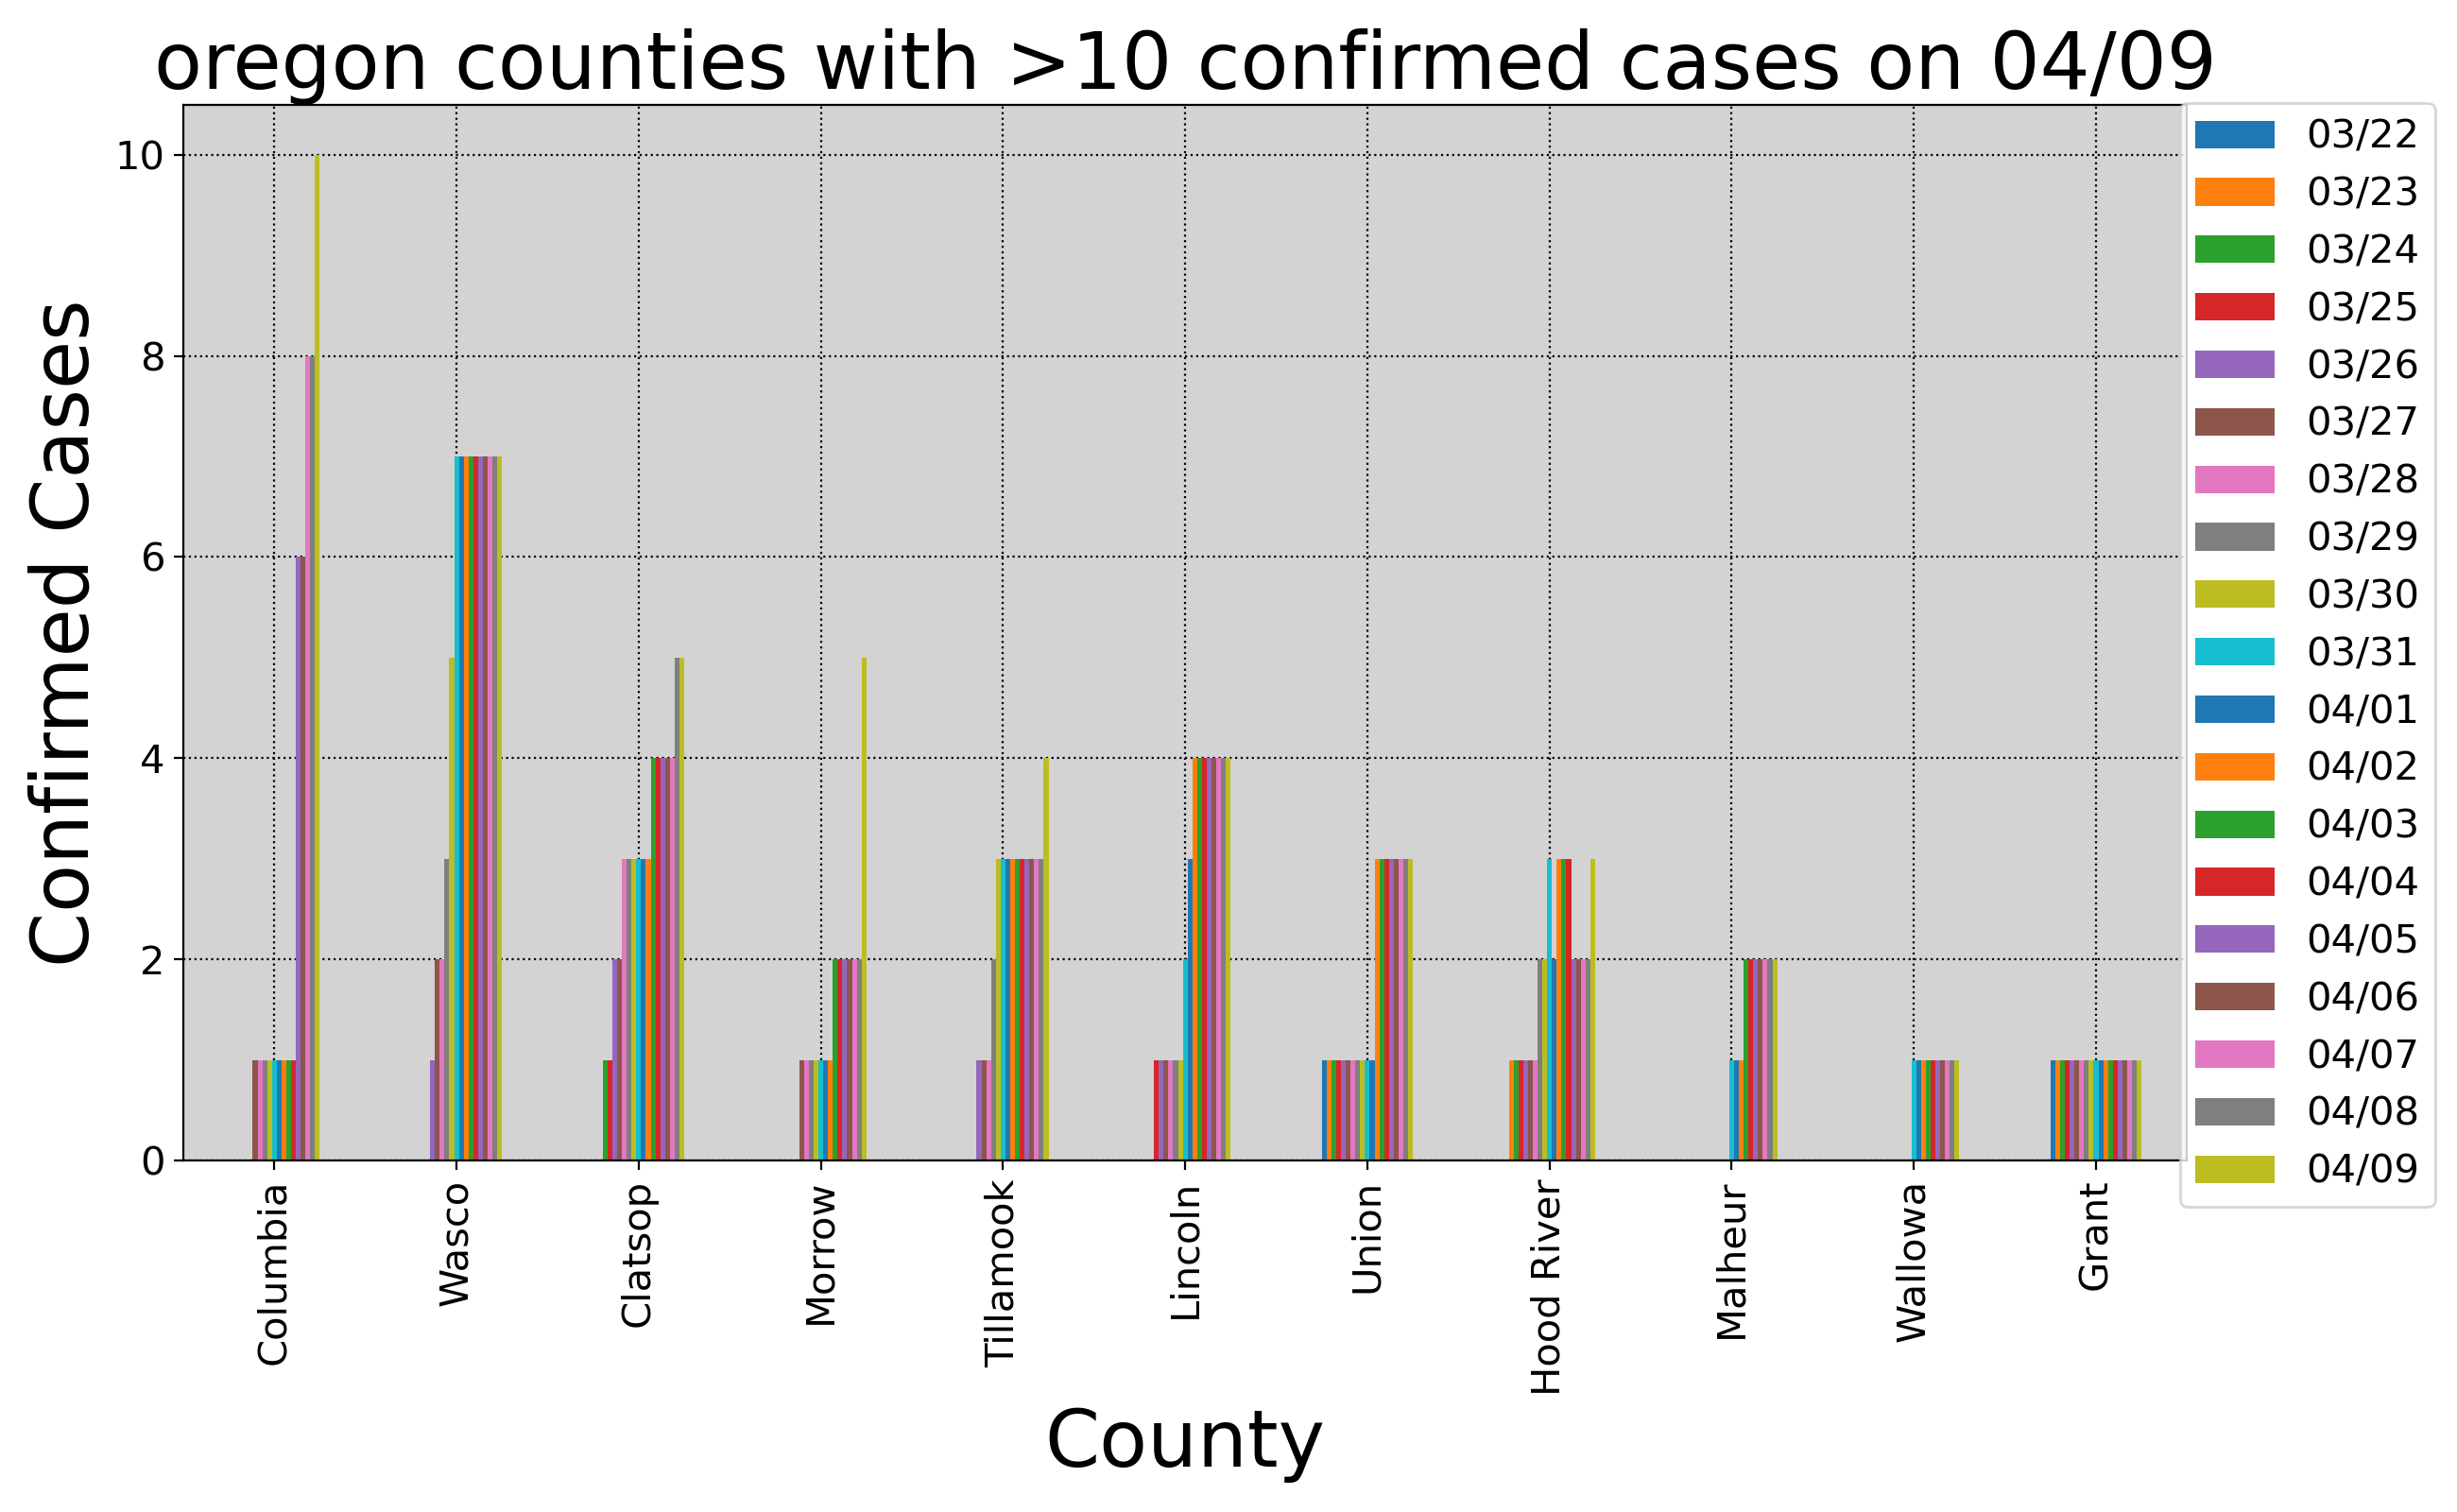 oregon counties with >10 confirmed cases on 04/09
Confirmed Cases
10
8
6
4
2
0
Columbia
Wasco
Clatsop
Morrow
Tillamook
Lincoln
Union
Hood River
Malheur
Wallowa
Grant
County
03/22
03/23
03/24
03/25
03/26
03/27
03/28
03/29
03/30
03/31
04/01
04/02
04/03
04/04
04/05
04/06
04/07
04/08
04/09